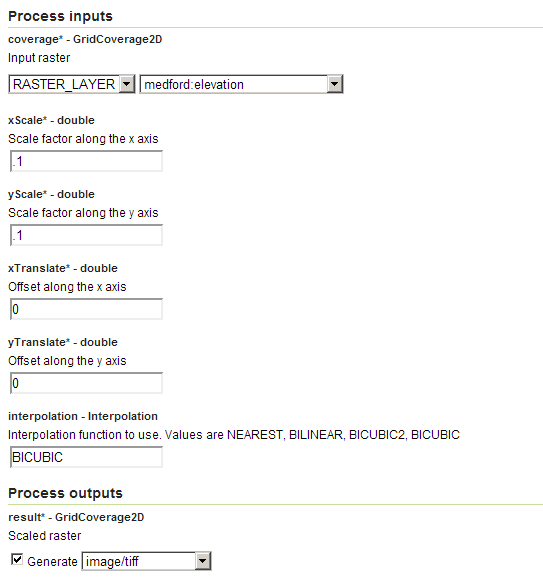 Process inputs
coverage* - GridCoverage2D
Input raster
RASTER_LAYER medford:elevation
xScale* - double
Scale factor along the x axis
.1
yScale* - double
Scale factor along the y axis
.1
xTranslate* - double
Offset along the x axis
0
yTranslate* - double
Offset along the y axis
0
interpolation - Interpolation
Interpolation function to use. Values are NEAREST, BILINEAR, BICUBIC2, BICUBIC
BICUBIC
Process outputs
result* - GridCoverage2D
Scaled raster
Generate image/tiff